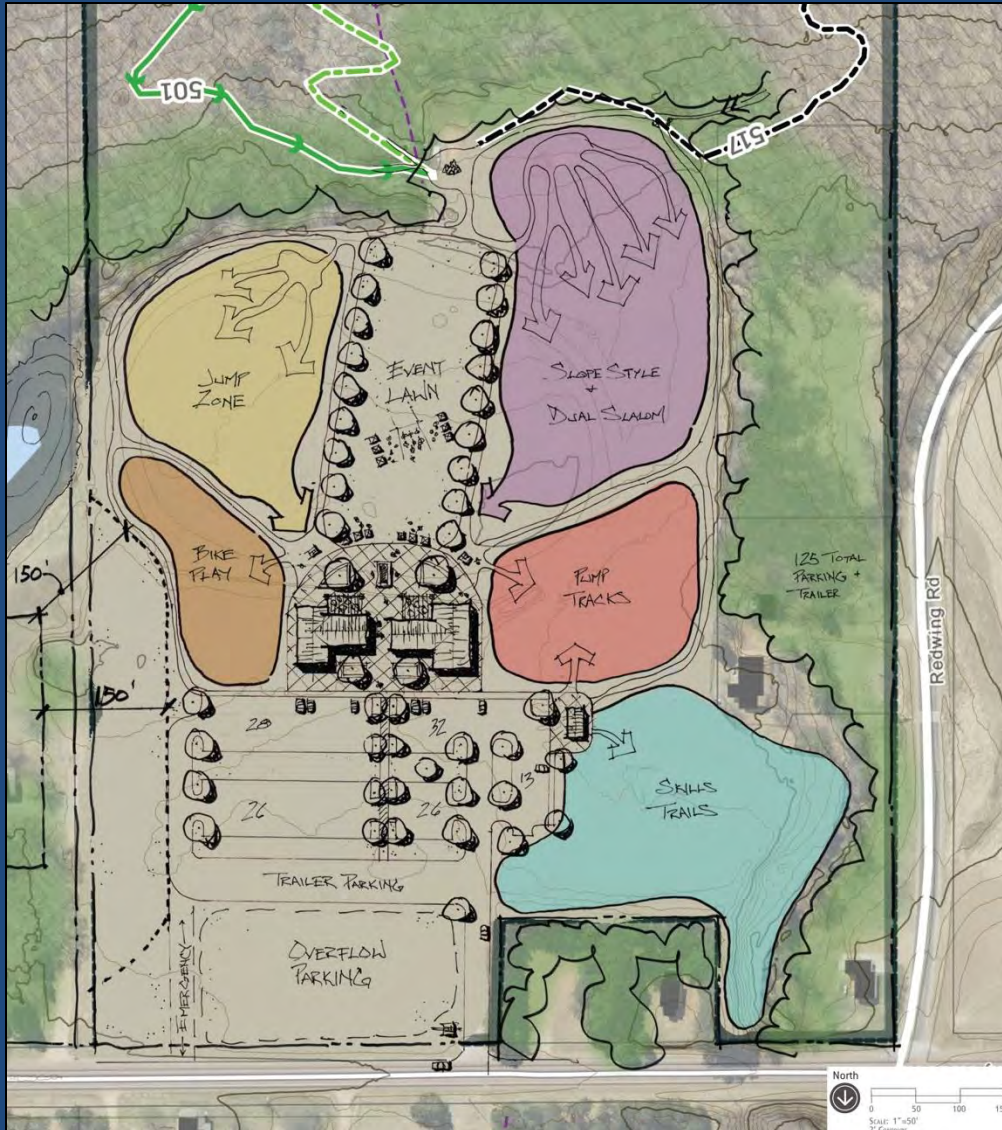 501
517
JUMP
ZONE
EVENT
LAWN
SLOPE STYLE
+
DUAL SLALOM
BIKE
PLAY
PUMP
TRACKS
125 TOTAL
PARKING +
TRAILER
Redwing Rd
150'
150'
28
32
13
26
26
SKILLS
TRAILS
TRAILER PARKING
OVERFLOW
PARKING
EMERGENCY
North
0 50 100
SCALE: 1"=50'
2' Contours